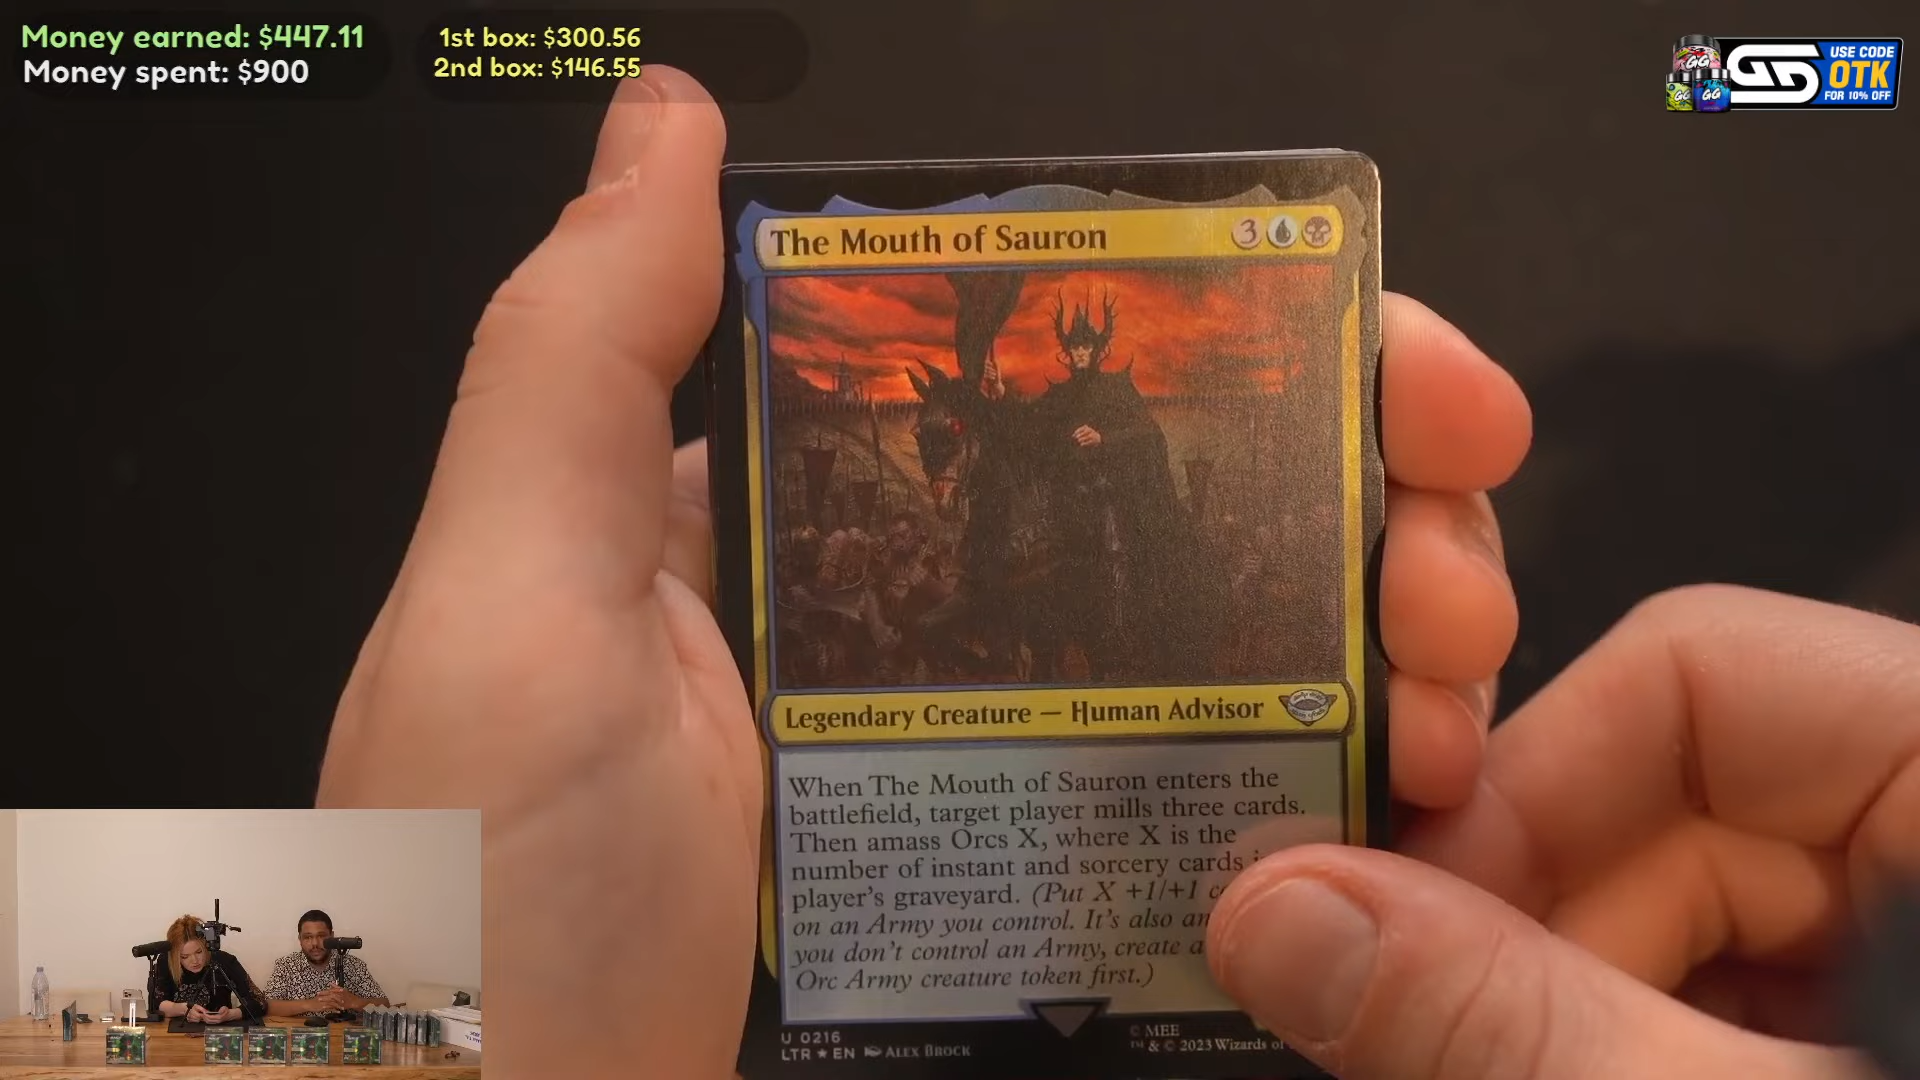 Money earned: $447.11
Money spent: $900
1st box: $300.56
2nd box: $146.55
USE CODE
OTK
FOR 10% OFF
GG
GG
GG
The Mouth of Sauron
3
Legendary Creature — Human Advisor
When The Mouth of Sauron enters the
battlefield, target player mills three cards.
Then amass Orcs X, where X is the
number of instant and sorcery cards
player's graveyard. (Put X +1/+1
on an Army you control. It's also an
you don't control an Army, create a
Orc Army creature token first.)
U 0216
LTR ★ EN ALEX BROCK
© MEE
™ & © 2023 Wizards of